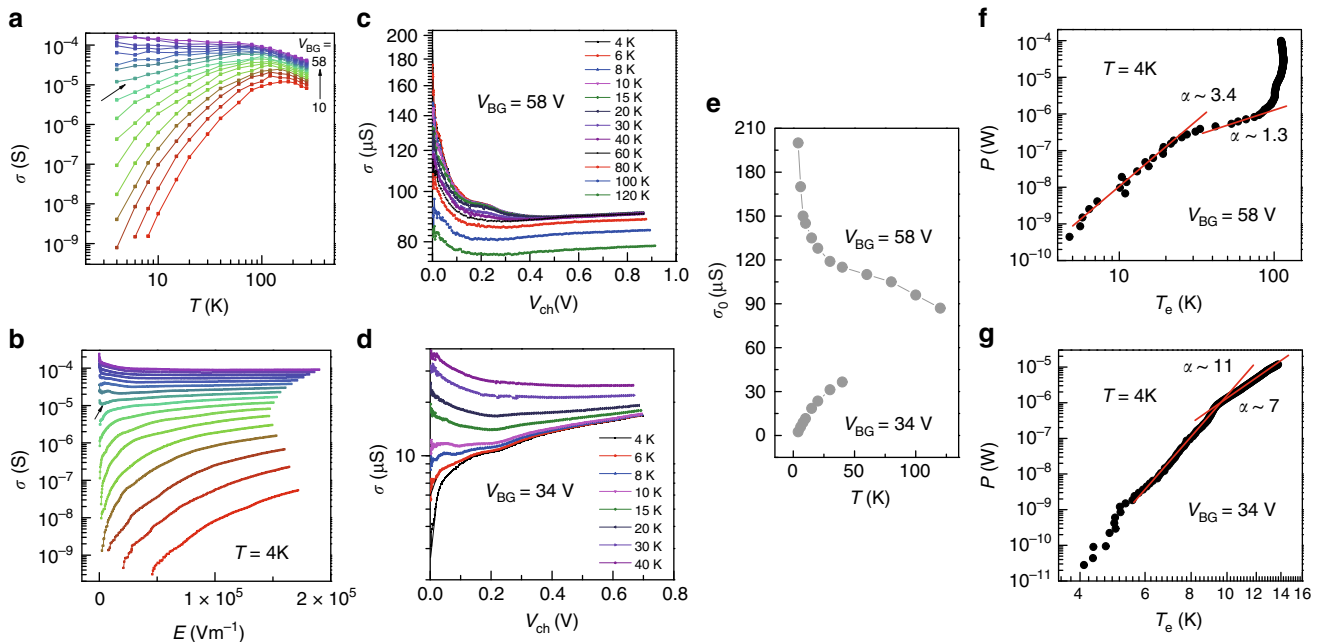 a
10⁻⁴
10⁻⁵
10⁻⁶
10⁻⁷
10⁻⁸
10⁻⁹
σ (S)
V_BG =
58
10
10
100
T (K)
b
10⁻⁴
10⁻⁵
10⁻⁶
10⁻⁷
10⁻⁸
10⁻⁹
σ (S)
T = 4K
0
1 × 10⁵
2 × 10⁵
E (Vm⁻¹)
c
200
180
160
140
120
100
80
σ (µS)
V_BG = 58 V
4 K
6 K
8 K
10 K
15 K
20 K
30 K
40 K
60 K
80 K
100 K
120 K
0.0
0.2
0.4
0.6
0.8
1.0
V_ch (V)
d
10
σ (µS)
V_BG = 34 V
4 K
6 K
8 K
10 K
15 K
20 K
30 K
40 K
0.0
0.2
0.4
0.6
0.8
V_ch (V)
e
210
180
150
120
90
60
30
0
σ₀ (µS)
V_BG = 58 V
V_BG = 34 V
0
40
80
120
T (K)
f
10⁻⁴
10⁻⁵
10⁻⁶
10⁻⁷
10⁻⁸
10⁻⁹
10⁻¹⁰
P (W)
T = 4K
α ~ 3.4
α ~ 1.3
V_BG = 58 V
10
100
T_e (K)
g
10⁻⁵
10⁻⁶
10⁻⁷
10⁻⁸
10⁻⁹
10⁻¹⁰
10⁻¹¹
P (W)
T = 4K
α ~ 11
α ~ 7
V_BG = 34 V
4
6
8
10
12
14
16
T_e (K)